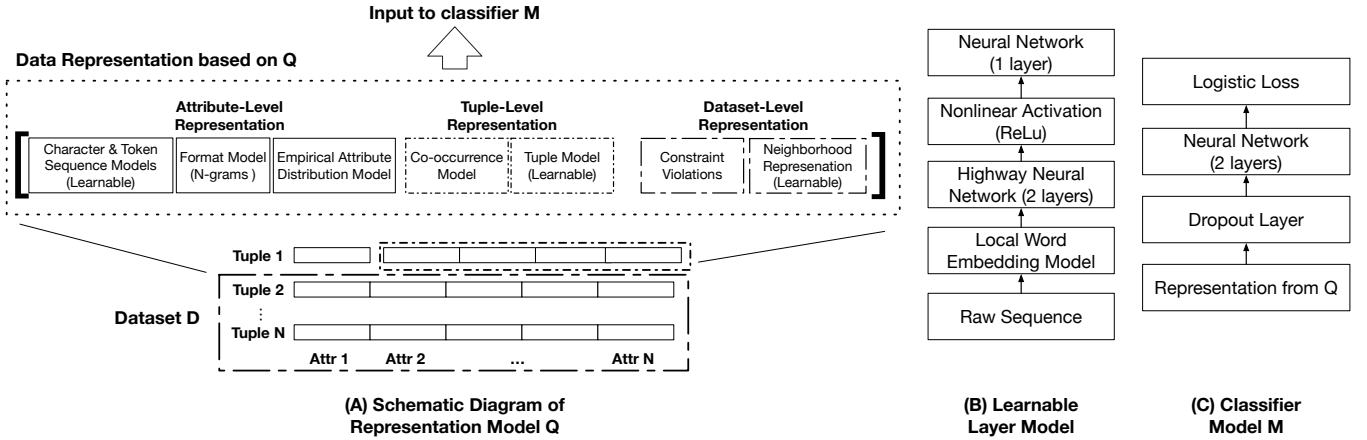 Input to classifier M
Data Representation based on Q
Attribute-Level
Representation
Tuple-Level
Representation
Dataset-Level
Representation
Character & Token
Sequence Models
(Learnable)
Format Model
(N-grams )
Empirical Attribute
Distribution Model
Co-occurrence
Model
Tuple Model
(Learnable)
Constraint
Violations
Neighborhood
Represenation
(Learnable)
Tuple 1
Tuple 2
⋮
Tuple N
Dataset D
Attr 1 Attr 2 ... Attr N
(A) Schematic Diagram of
Representation Model Q
Neural Network
(1 layer)
Nonlinear Activation
(ReLu)
Highway Neural
Network (2 layers)
Local Word
Embedding Model
Raw Sequence
(B) Learnable
Layer Model
Logistic Loss
Neural Network
(2 layers)
Dropout Layer
Representation from Q
(C) Classifier
Model M